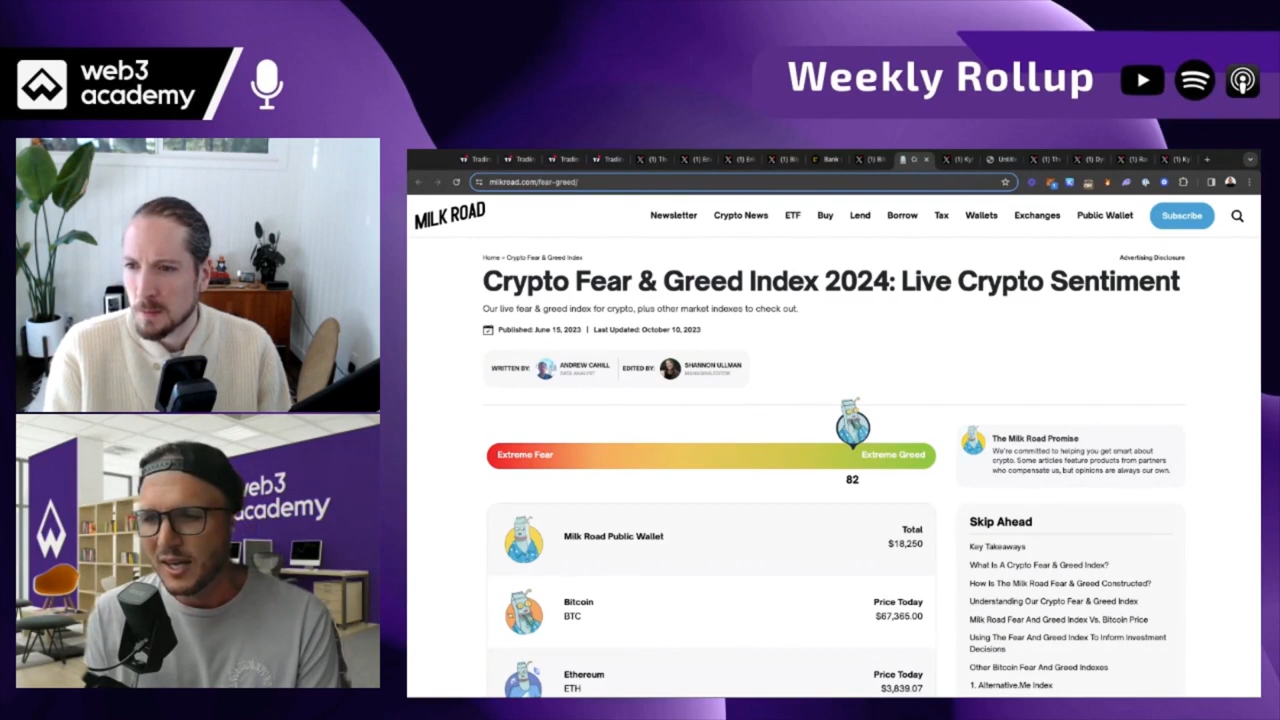 web3
academy
Weekly Rollup
milkroad.com/fear-greed/
MILK ROAD
Newsletter
Crypto News
ETF
Buy
Lend
Borrow
Tax
Wallets
Exchanges
Public Wallet
Subscribe
Home » Crypto Fear & Greed Index
Advertising Disclosure
Crypto Fear & Greed Index 2024: Live Crypto Sentiment
Our live fear & greed index for crypto, plus other market indexes to check out.
Published: June 15, 2023 | Last Updated: October 10, 2023
WRITTEN BY:
ANDREW CAHILL
DATA ANALYST
EDITED BY:
SHANNON ULLMAN
MANAGING EDITOR
Extreme Fear
Extreme Greed
82
The Milk Road Promise
We're committed to helping you get smart about
crypto. Some articles feature products from partners
who compensate us, but opinions are always our own.
Milk Road Public Wallet
Total
$18,250
Bitcoin
BTC
Price Today
$67,365.00
Ethereum
ETH
Price Today
$3,839.07
Skip Ahead
Key Takeaways
What Is A Crypto Fear & Greed Index?
How Is The Milk Road Fear & Greed Constructed?
Understanding Our Crypto Fear & Greed Index
Milk Road Fear And Greed Index Vs. Bitcoin Price
Using The Fear And Greed Index To Inform Investment
Decisions
Other Bitcoin Fear And Greed Indexes
1. Alternative.Me Index